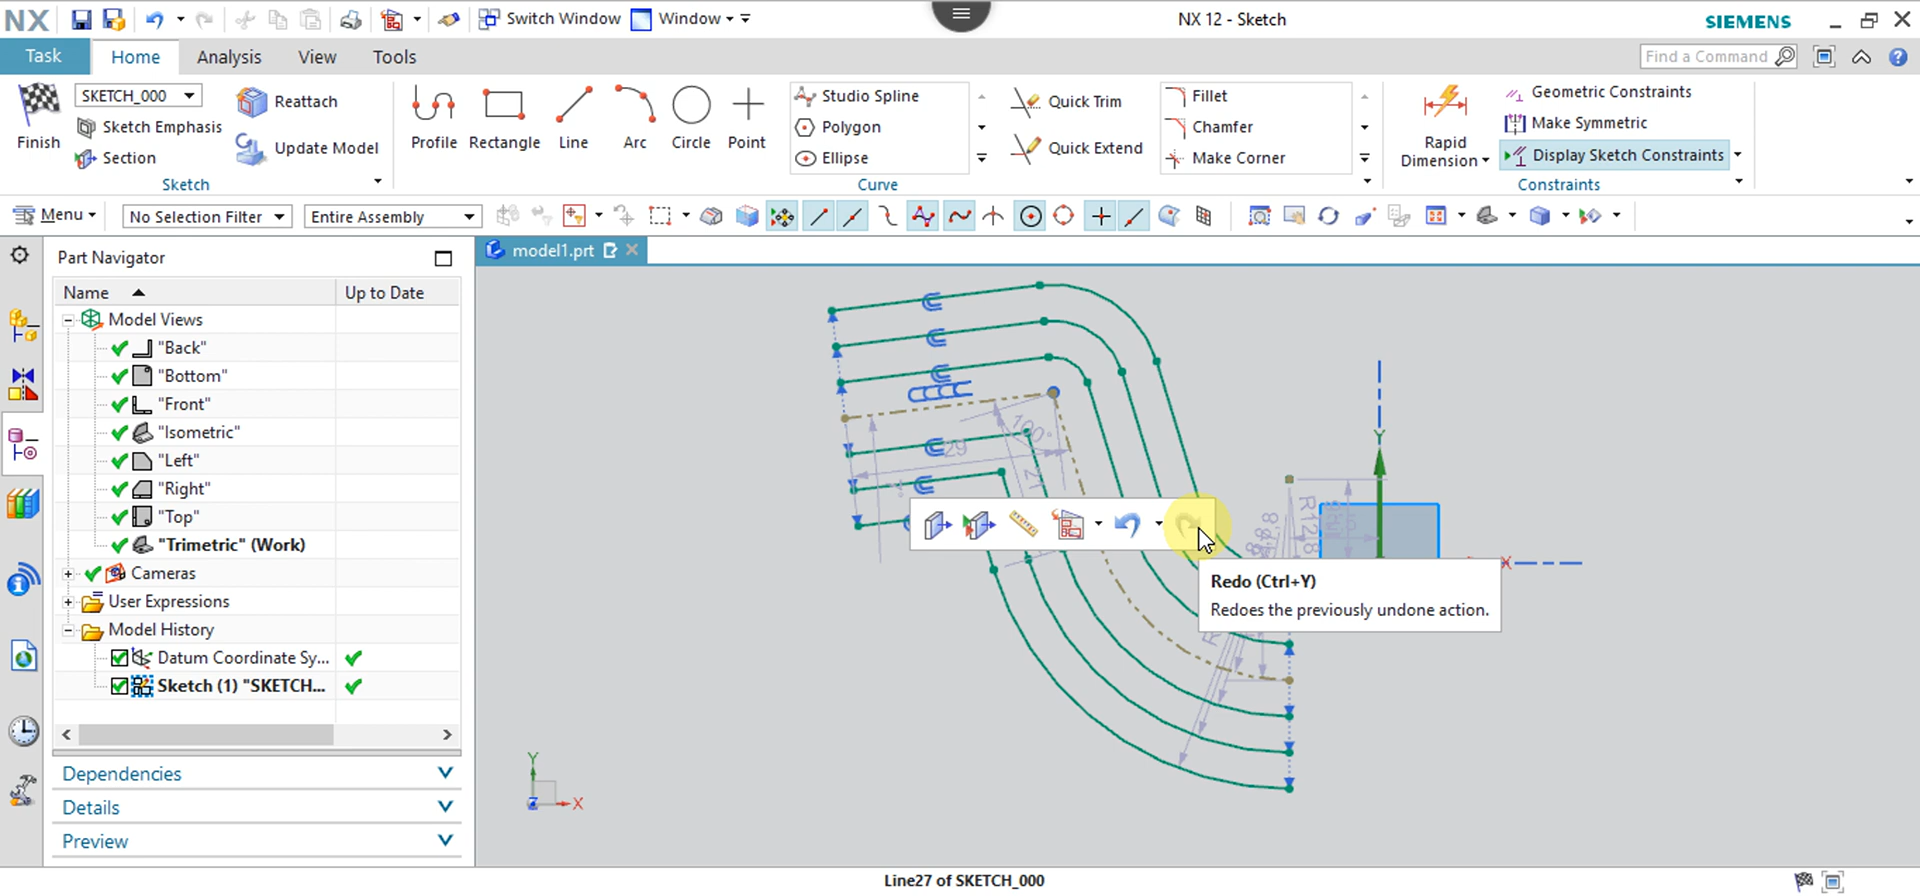 NX Switch Window Window NX 12 - Sketch SIEMENS
Task Home Analysis View Tools Find a Command
SKETCH_000
Finish
Sketch Emphasis
Section
Reattach
Update Model
Sketch
Profile Rectangle Line Arc Circle Point
Studio Spline
Polygon
Ellipse
Quick Trim
Quick Extend
Fillet
Chamfer
Make Corner
Curve
Rapid
Dimension
Geometric Constraints
Make Symmetric
Display Sketch Constraints
Constraints
Menu No Selection Filter Entire Assembly
Part Navigator
model1.prt
Name Up to Date
Model Views
"Back"
"Bottom"
"Front"
"Isometric"
"Left"
"Right"
"Top"
"Trimetric" (Work)
Cameras
User Expressions
Model History
Datum Coordinate Sy...
Sketch (1) "SKETCH...
Dependencies
Details
Preview
100°
29
21
Y
X
Redo (Ctrl+Y)
Redoes the previously undone action.
Y
X
Line27 of SKETCH_000